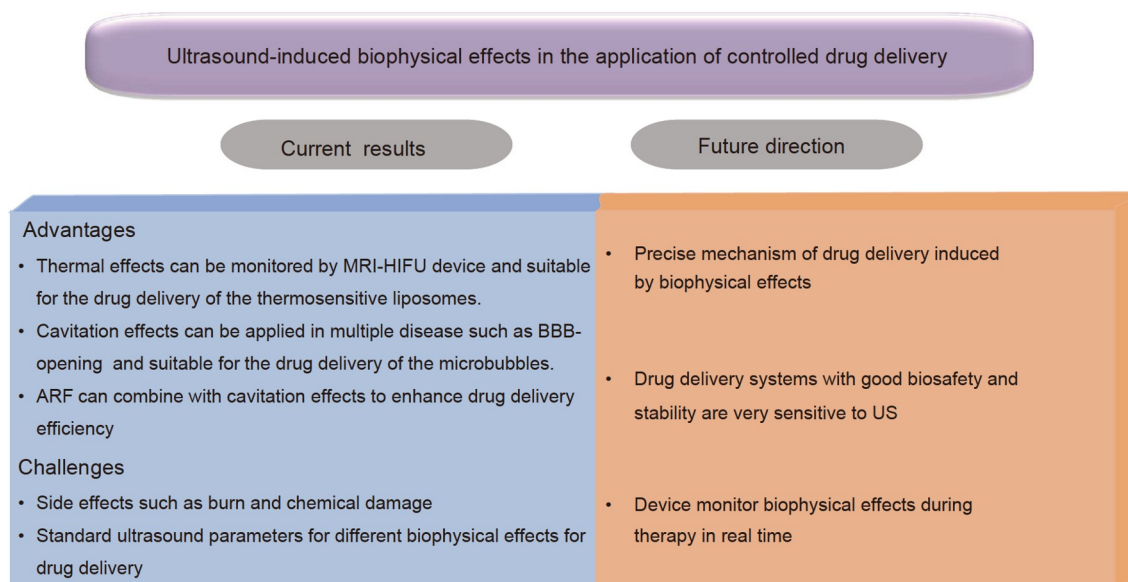 Ultrasound-induced biophysical effects in the application of controlled drug delivery
Current results
Future direction
Advantages
• Thermal effects can be monitored by MRI-HIFU device and suitable
for the drug delivery of the thermosensitive liposomes.
• Cavitation effects can be applied in multiple disease such as BBB-
opening and suitable for the drug delivery of the microbubbles.
• ARF can combine with cavitation effects to enhance drug delivery
efficiency
Challenges
• Side effects such as burn and chemical damage
• Standard ultrasound parameters for different biophysical effects for
drug delivery
• Precise mechanism of drug delivery induced
by biophysical effects
• Drug delivery systems with good biosafety and
stability are very sensitive to US
• Device monitor biophysical effects during
therapy in real time